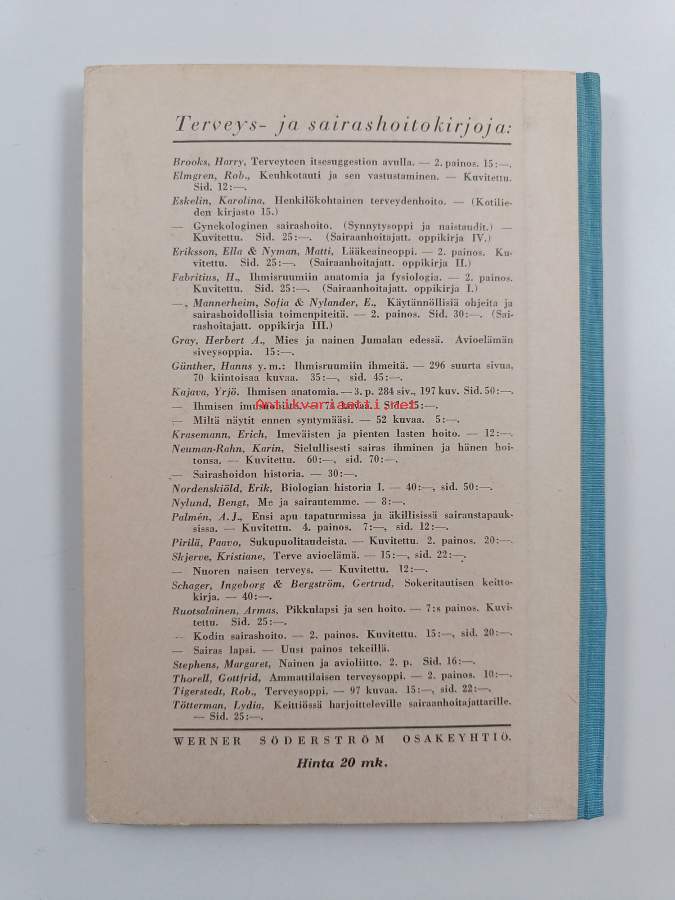 Terveys- ja sairashoitokirjoja:
Brooks, Harry, Terveyteen itsesuggestion avulla. — 2. painos. 15:—.
Elmgren, Rob., Keuhkotauti ja sen vastustaminen. — Kuvitettu.
Sid. 12:—.
Eskelin, Karolina, Henkilökohtainen terveydenhoito. — (Kotilie-
den kirjasto 15.)
— Gynekologinen sairashoito. (Synnytysoppi ja naistaudit.) —
Kuvitettu. Sid. 25:—. (Sairaanhoitajatt. oppikirja IV.)
Eriksson, Ella & Nyman, Matti, Lääkeaineoppi. — 2. painos. Ku-
vitettu. Sid. 25:—. (Sairaanhoitajatt. oppikirja II.)
Fabritius, H., Ihmisruumiin anatomia ja fysiologia. — 2. painos.
Kuvitettu. Sid. 25:—. (Sairaanhoitajatt. oppikirja I.)
—, Mannerheim, Sofia & Nylander, E., Käytännöllisiä ohjeita ja
sairashoidollisia toimenpiteitä. — 2. painos. Sid. 30:—. (Sai-
rashoitajatt. oppikirja III.)
Gray, Herbert A., Mies ja nainen Jumalan edessä. Avioelämän
siveysoppia. 15:—.
Günther, Hanns y.m.: Ihmisruumiin ihmeitä. — 296 suurta sivua,
70 kiintoisaa kuvaa. 35:—, sid. 45:—.
Kajava, Yrjö. Ihmisen anatomia. — 3. p. 284 siv., 197 kuv. Sid. 50:—.
— Ihmisen kuvaa. Sid.
Antikvariaatti.net
— Miltä näytit ennen syntymääsi. — 52 kuvaa. 5:—.
Krasemann, Erich, Imeväisten ja pienten lasten hoito. — 12:—.
Neuman-Rahn, Karin, Sielullisesti sairas ihminen ja hänen hoi-
tonsa. — Kuvitettu. 60:—, sid. 70:—.
— Sairashoidon historia. — 30:—.
Nordenskiöld, Erik, Biologian historia I. — 40:—, sid. 50:—.
Nylund, Bengt, Me ja sairautemme. — 8:—.
Palmén, A. J., Ensi apu tapaturmissa ja äkillisissä sairaustapauk-
sissa. — Kuvitettu. 4. painos. 7:—, sid. 12:—.
Pirilä, Paavo, Sukupuolitaudeista. — Kuvitettu. 2. painos. 20:—.
Skjerve, Kristiane, Terve avioelämä. — 15:—, sid. 22:—.
— Nuoren naisen terveys. — Kuvitettu. 12:—.
Schager, Ingeborg & Bergström, Gertrud, Sokeritautisen keitto-
kirja. — 40:—.
Ruotsalainen, Armas, Pikkulapsi ja sen hoito. — 7:s painos. Kuvi-
tettu. Sid. 25:—.
— Kodin sairashoito. — 2. painos. Kuvitettu. 15:—, sid. 20:—.
— Sairas lapsi. — Uusi painos tekeillä.
Stephens, Margaret, Nainen ja avioliitto. 2. p. Sid. 16:—.
Thorell, Gottfrid, Ammattilaisen terveysoppi. — 2. painos. 10:—.
Tigerstedt, Rob., Terveysoppi. — 97 kuvaa. 15:—, sid. 22:—.
Tötterman, Lydia, Keittiössä harjoitteleville sairaanhoitajattarille.
— Sid. 25:—.
WERNER SÖDERSTRÖM OSAKEYHTIÖ.
Hinta 20 mk.